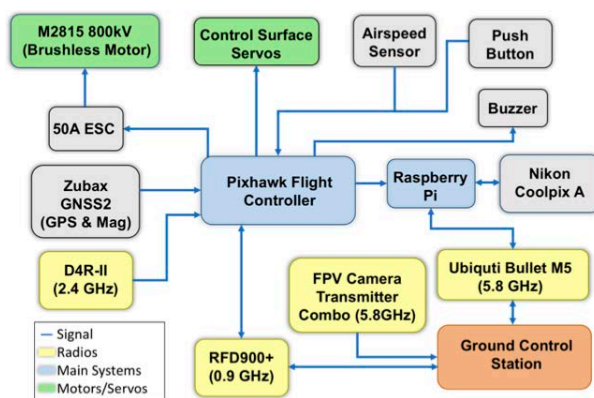 M2815 800kV
(Brushless Motor)
Control Surface
Servos
Airspeed
Sensor
Push
Button
50A ESC
Buzzer
Zubax
GNSS2
(GPS & Mag)
Pixhawk Flight
Controller
Raspberry
Pi
Nikon
Coolpix A
D4R-II
(2.4 GHz)
FPV Camera
Transmitter
Combo (5.8GHz)
Ubiquti Bullet M5
(5.8 GHz)
RFD900+
(0.9 GHz)
Ground Control
Station
Signal
Radios
Main Systems
Motors/Servos